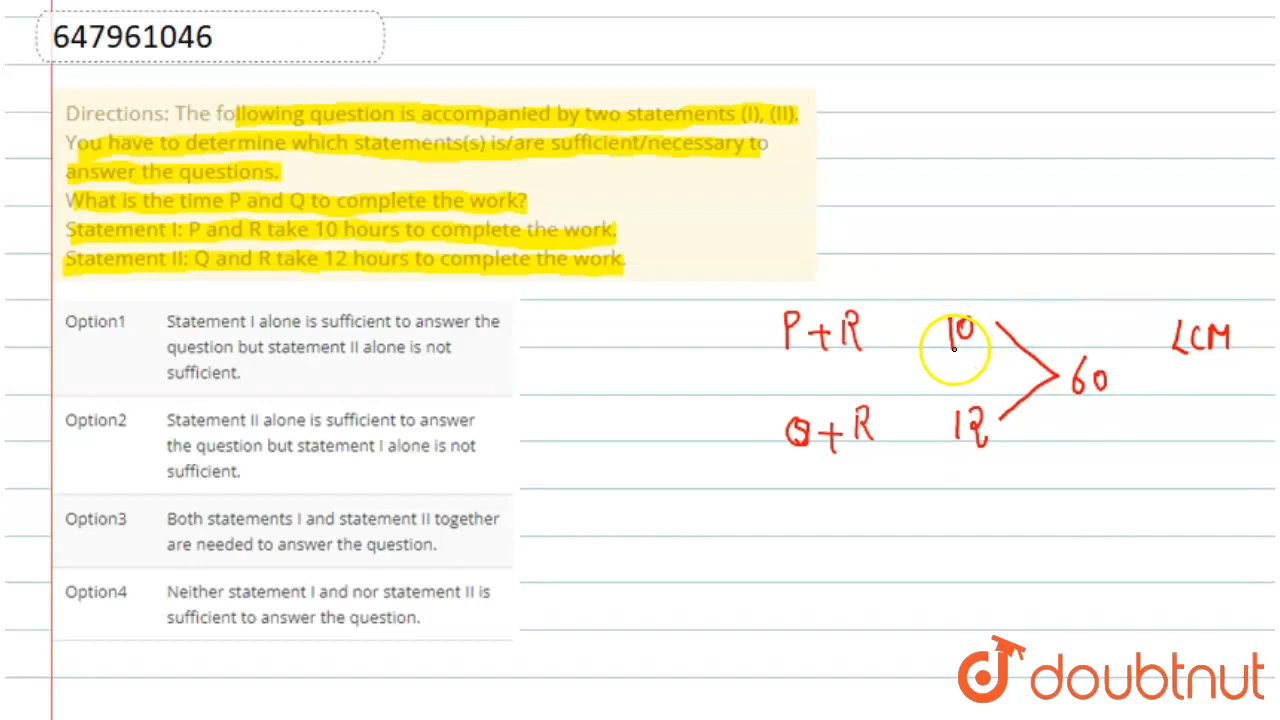 647961046
Directions: The following question is accompanied by two statements (I), (II).
You have to determine which statements(s) is/are sufficient/necessary to
answer the questions.
What is the time P and Q to complete the work?
Statement I: P and R take 10 hours to complete the work.
Statement II: Q and R take 12 hours to complete the work.
Option1 Statement I alone is sufficient to answer the
question but statement II alone is not
sufficient.
Option2 Statement II alone is sufficient to answer
the question but statement I alone is not
sufficient.
Option3 Both statements I and statement II together
are needed to answer the question.
Option4 Neither statement I and nor statement II is
sufficient to answer the question.
P + R 10 LCM
60
Q + R 12
doubtnut